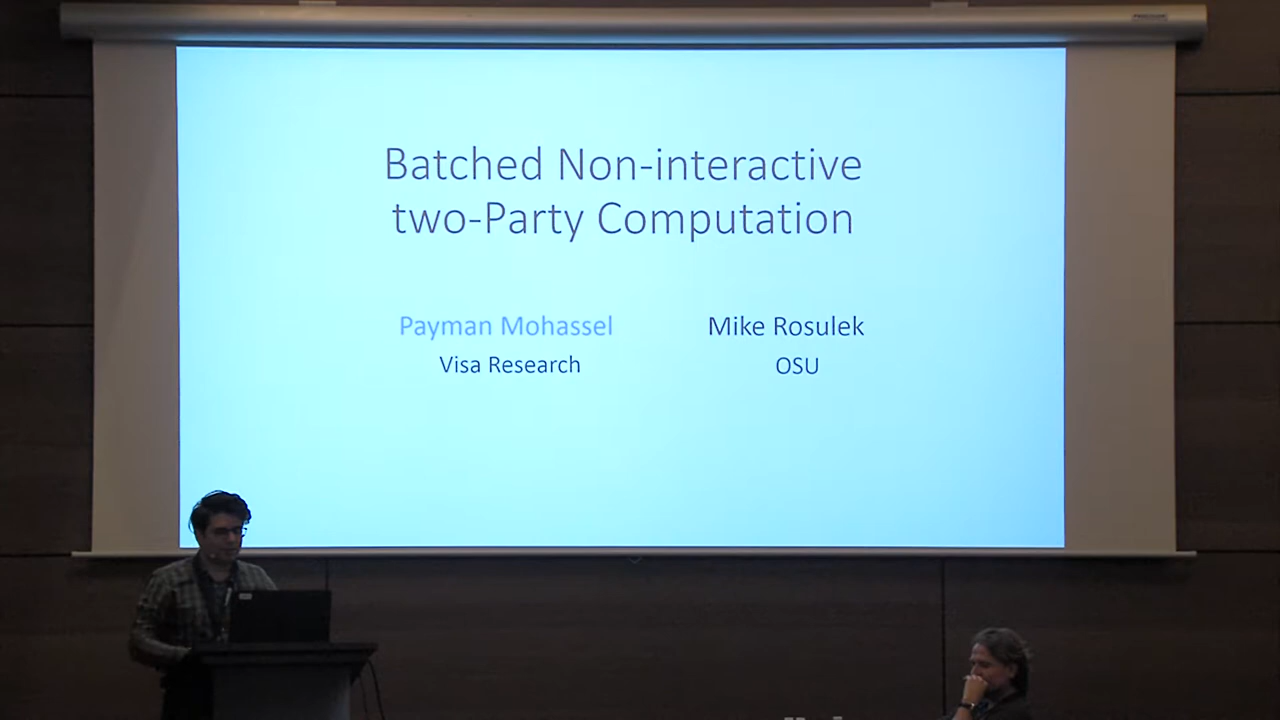 Batched Non-interactive
two-Party Computation
Payman Mohassel
Mike Rosulek
Visa Research
OSU